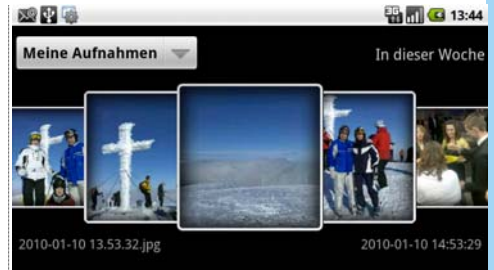 3G 13:44
Meine Aufnahmen In dieser Woche
2010-01-10 13.53.32.jpg 2010-01-10 14:53:29